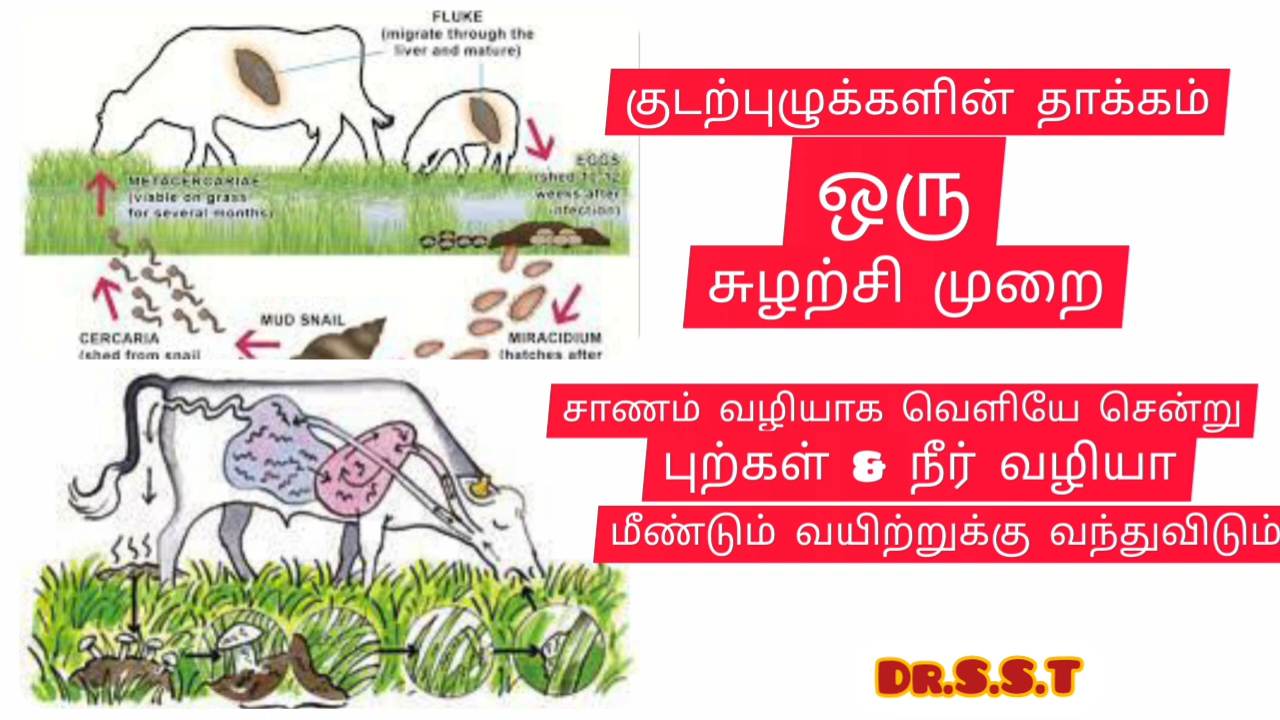 FLUKE
(migrate through the
liver and mature)
EGGS
(shed 10-12
weeks after
infection)
METACERCARIAE
(viable on grass
for several months)
MUD SNAIL
CERCARIA
(shed from snail
MIRACIDIUM
(hatches after
குடற்புழுக்களின் தாக்கம்
ஒரு
சுழற்சி முறை
சாணம் வழியாக வெளியே சென்று
புற்கள் & நீர் வழியா
மீண்டும் வயிற்றுக்கு வந்துவிடும்
DR.S.S.T